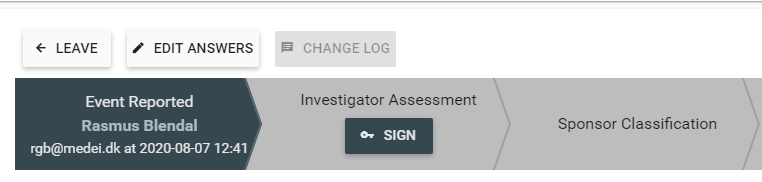 LEAVE
EDIT ANSWERS
CHANGE LOG
Event Reported
Rasmus Blendal
rgb@medei.dk at 2020-08-07 12:41
Investigator Assessment
SIGN
Sponsor Classification